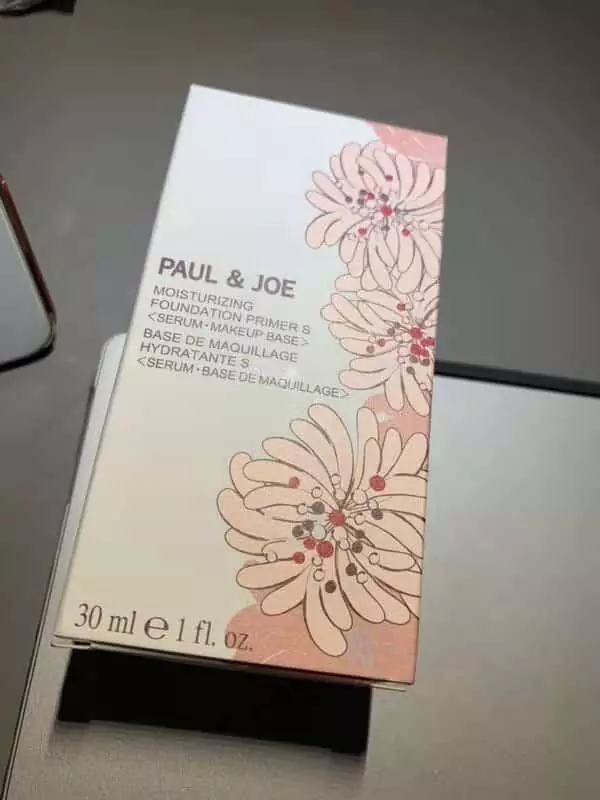 PAUL & JOE
MOISTURIZING
FOUNDATION PRIMER S
<SERUM・MAKEUP BASE>
BASE DE MAQUILLAGE
HYDRATANTE S
<SERUM・BASE DE MAQUILLAGE>
30 ml ℮ 1 fl. oz.